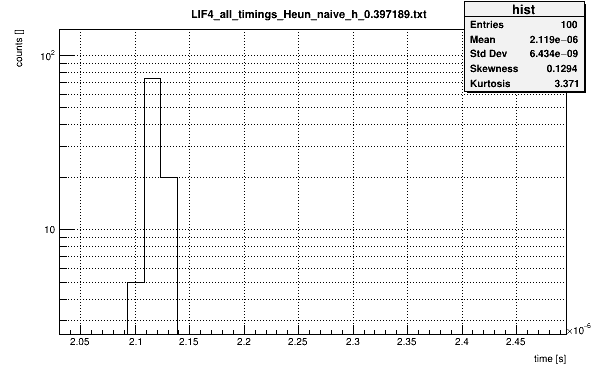 LIF4_all_timings_Heun_naive_h_0.397189.txt
hist
Entries 100
Mean 2.119e−06
Std Dev 6.434e−09
Skewness 0.1294
Kurtosis 3.371
counts []
10²
10
2.05 2.1 2.15 2.2 2.25 2.3 2.35 2.4 2.45
×10⁻⁶
time [s]